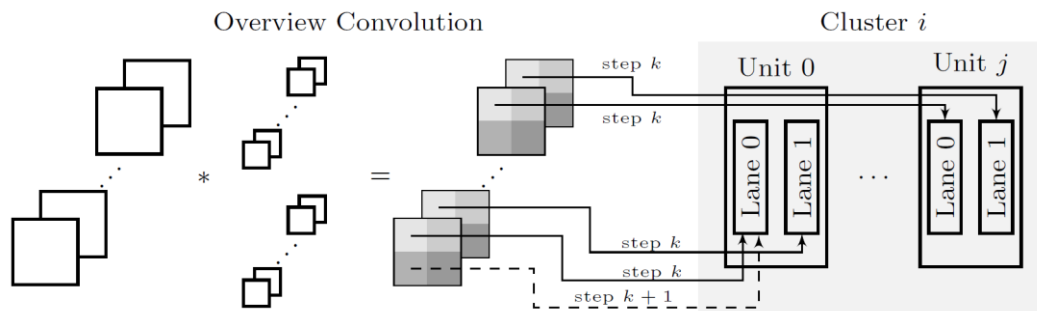 Overview Convolution
Cluster i
step k
Unit 0
Unit j
step k
Lane 0
Lane 1
Lane 0
Lane 1
* =
...
step k
step k
step k + 1